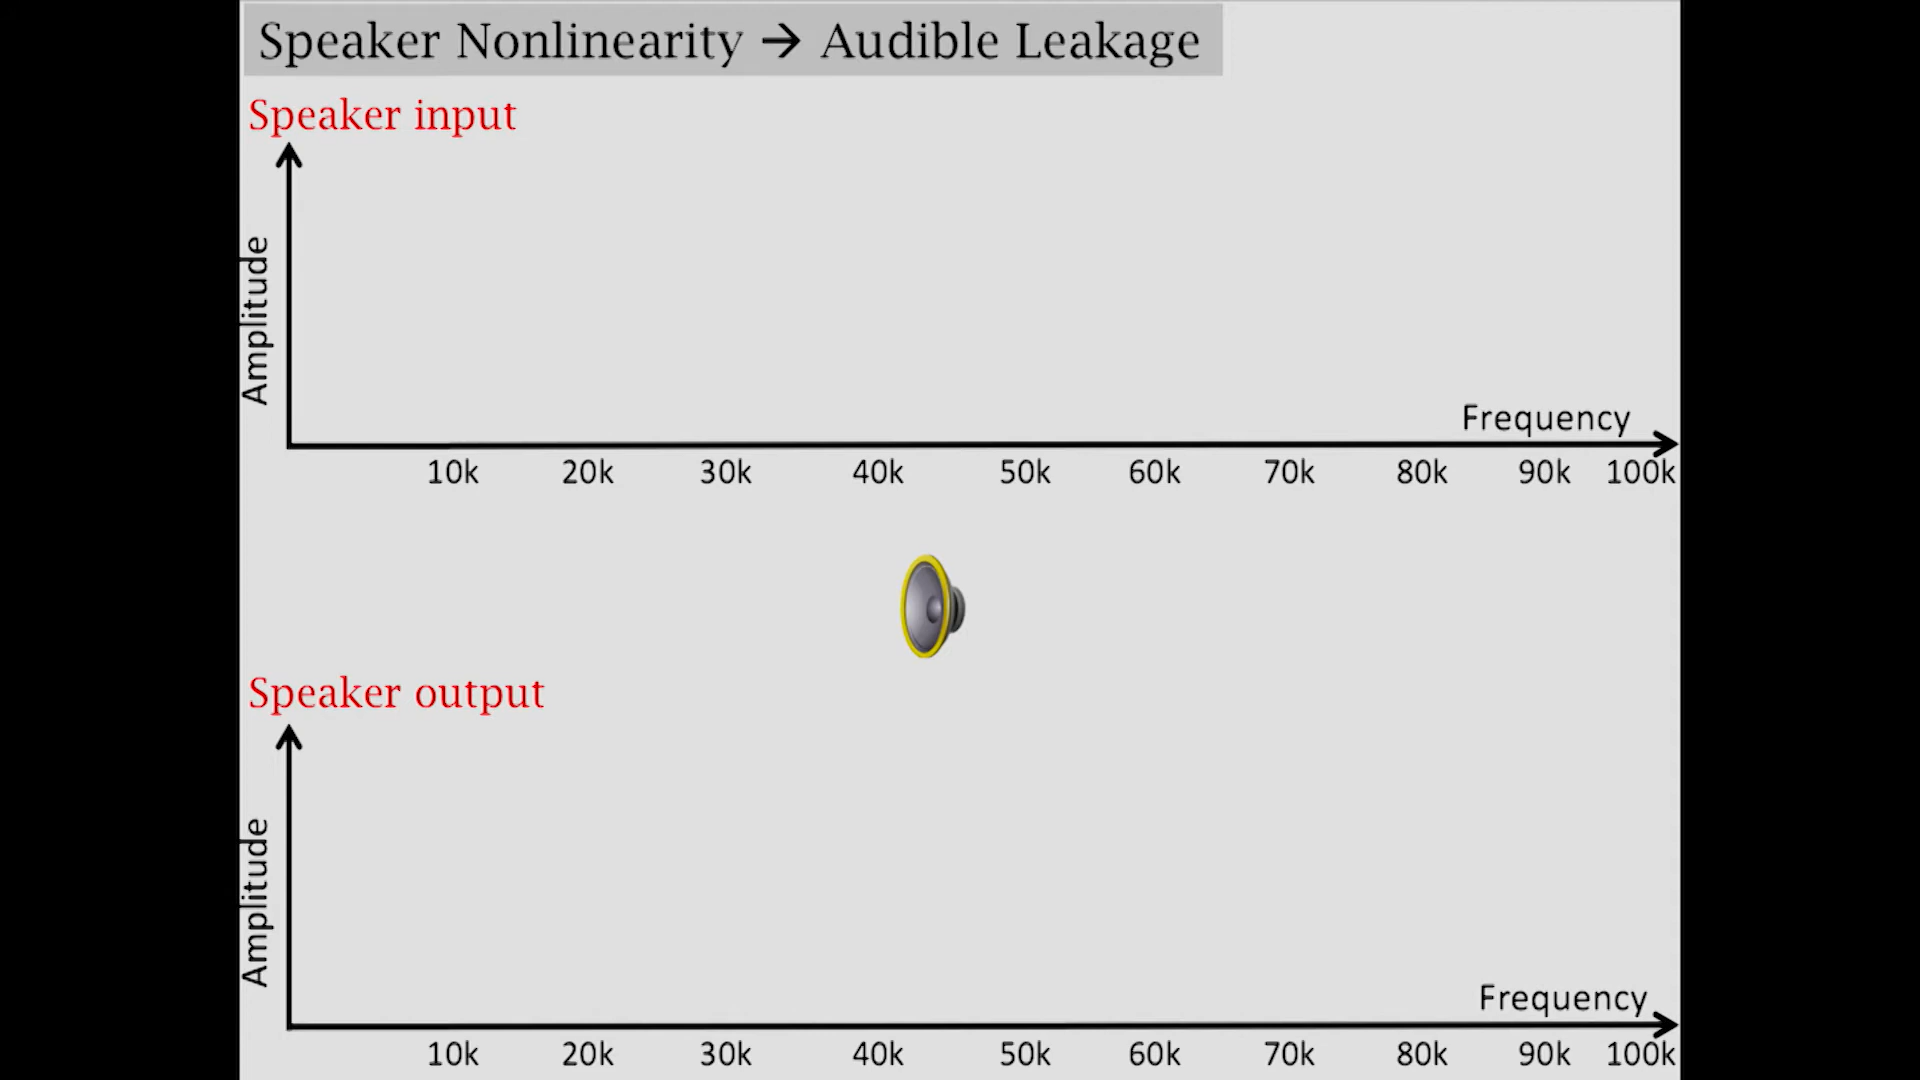 Speaker Nonlinearity → Audible Leakage
Speaker input
Amplitude
Frequency
10k 20k 30k 40k 50k 60k 70k 80k 90k 100k
Speaker output
Amplitude
Frequency
10k 20k 30k 40k 50k 60k 70k 80k 90k 100k